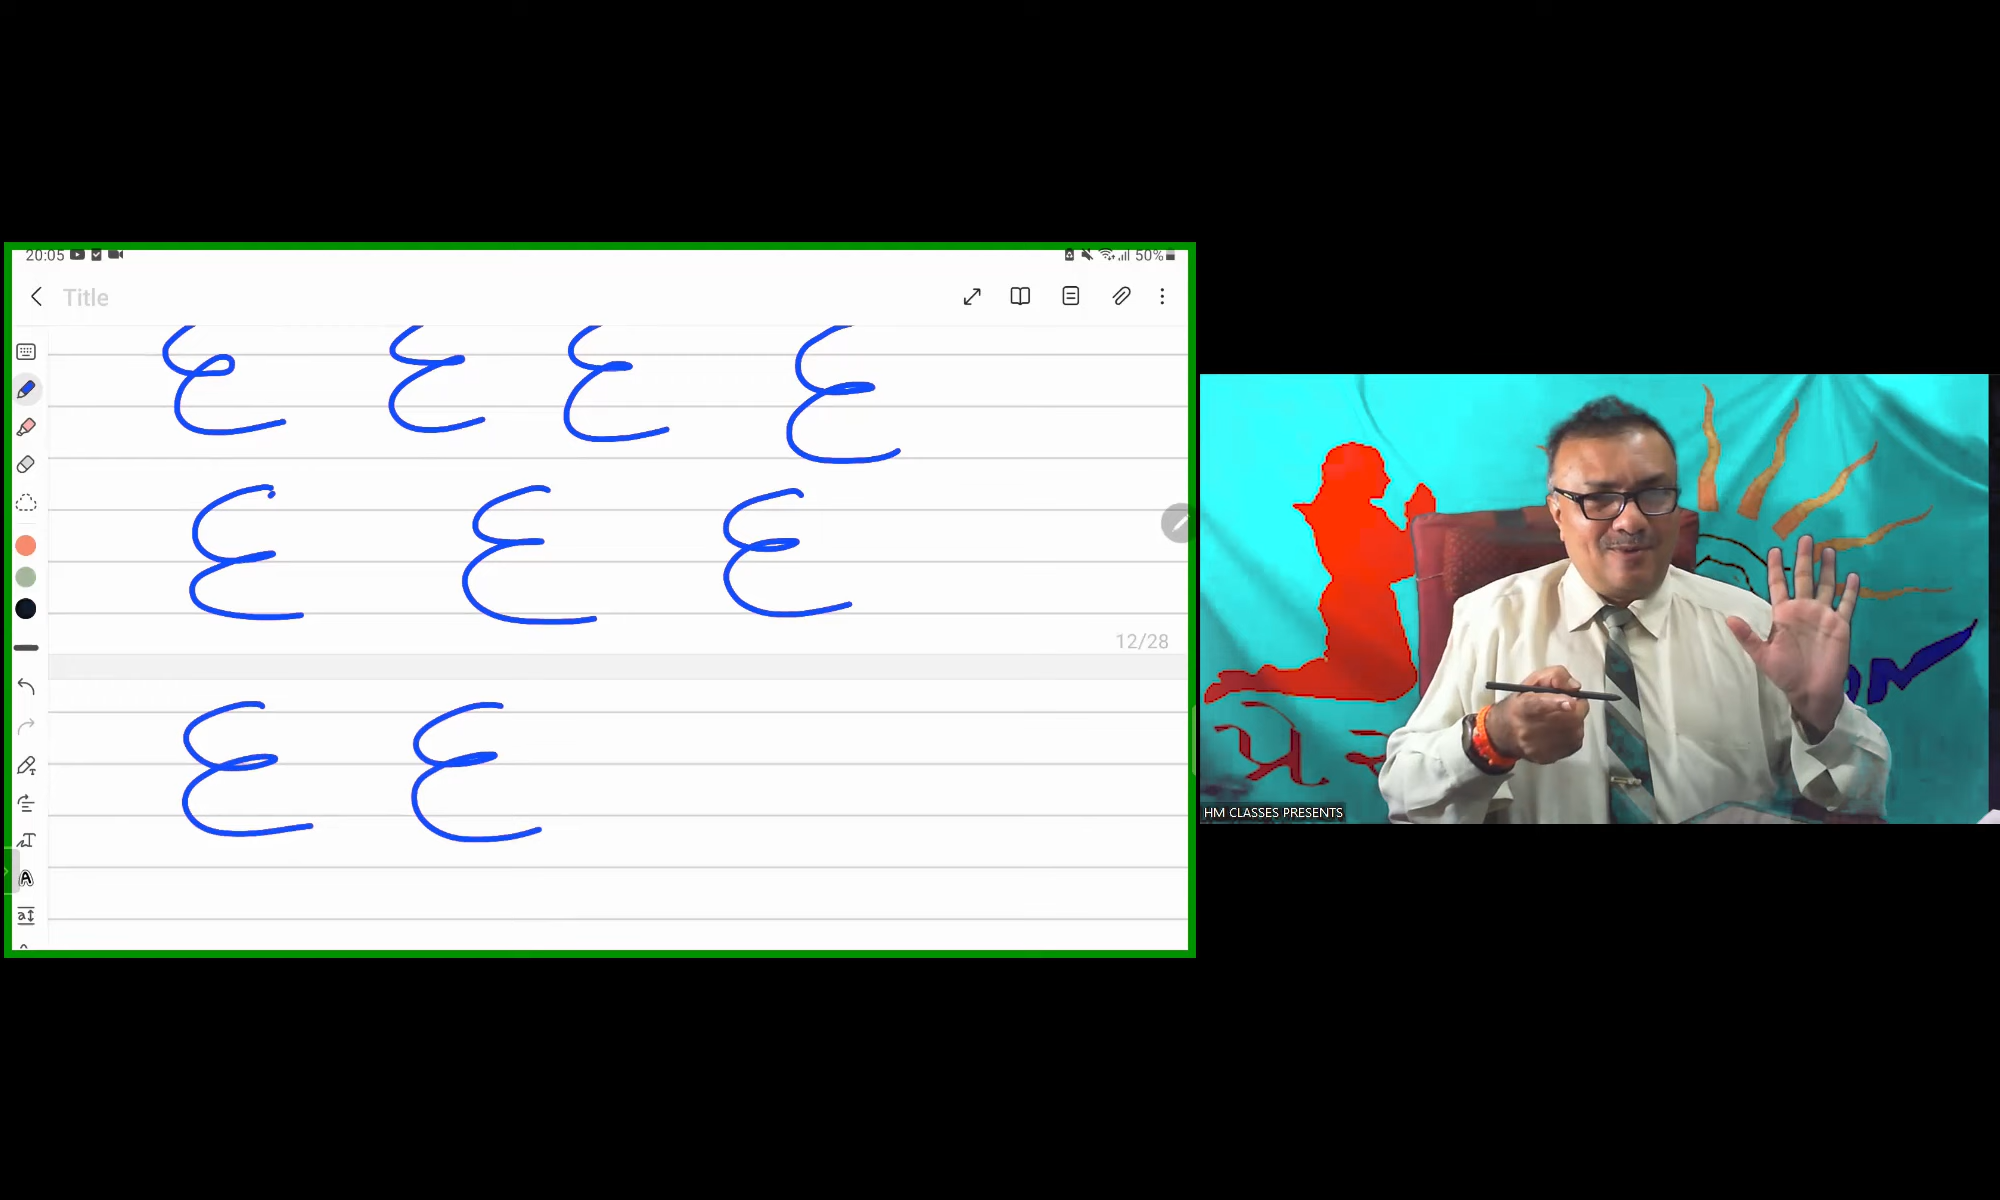 20:05 50%
Title
Ɛ Ɛ Ɛ Ɛ
Ɛ Ɛ Ɛ
12/28
Ɛ Ɛ
HM CLASSES PRESENTS